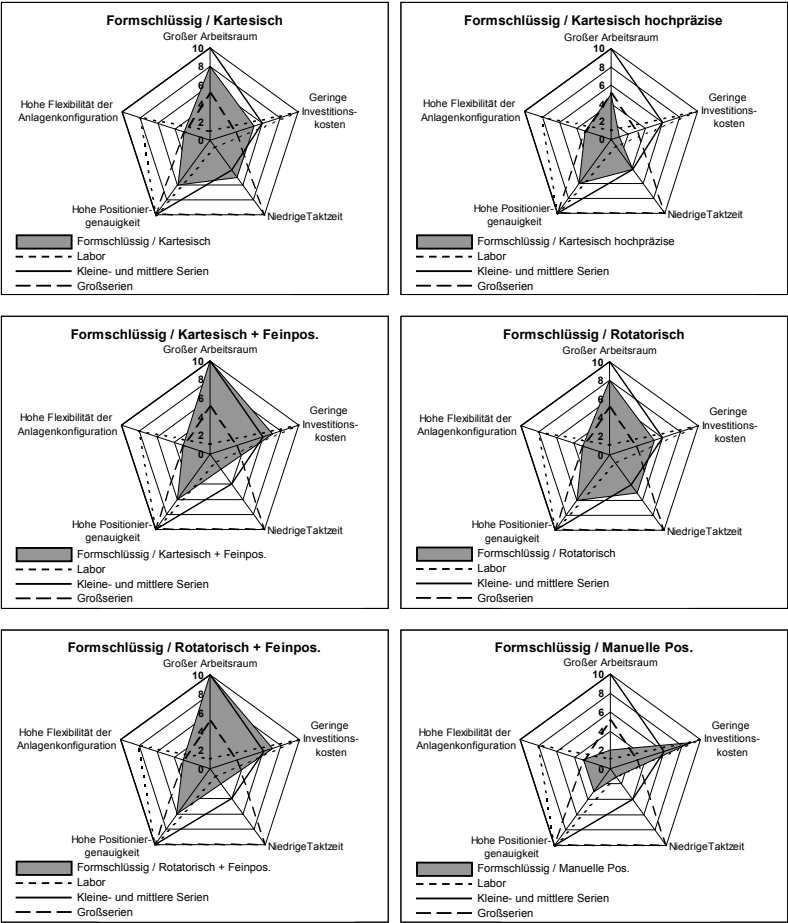 Formschlüssig / Kartesisch
Großer Arbeitsraum
10
8
6
4
2
0
Hohe Flexibilität der
Anlagenkonfiguration
Geringe
Investitions-
kosten
Hohe Positionier-
genauigkeit
NiedrigeTaktzeit
Formschlüssig / Kartesisch
Labor
Kleine- und mittlere Serien
Großserien
Formschlüssig / Kartesisch hochpräzise
Großer Arbeitsraum
10
8
6
4
2
0
Hohe Flexibilität der
Anlagenkonfiguration
Geringe
Investitions-
kosten
Hohe Positionier-
genauigkeit
NiedrigeTaktzeit
Formschlüssig / Kartesisch hochpräzise
Labor
Kleine- und mittlere Serien
Großserien
Formschlüssig / Kartesisch + Feinpos.
Großer Arbeitsraum
10
8
6
4
2
0
Hohe Flexibilität der
Anlagenkonfiguration
Geringe
Investitions-
kosten
Hohe Positionier-
genauigkeit
NiedrigeTaktzeit
Formschlüssig / Kartesisch + Feinpos.
Labor
Kleine- und mittlere Serien
Großserien
Formschlüssig / Rotatorisch
Großer Arbeitsraum
10
8
6
4
2
0
Hohe Flexibilität der
Anlagenkonfiguration
Geringe
Investitions-
kosten
Hohe Positionier-
genauigkeit
NiedrigeTaktzeit
Formschlüssig / Rotatorisch
Labor
Kleine- und mittlere Serien
Großserien
Formschlüssig / Rotatorisch + Feinpos.
Großer Arbeitsraum
10
8
6
4
2
0
Hohe Flexibilität der
Anlagenkonfiguration
Geringe
Investitions-
kosten
Hohe Positionier-
genauigkeit
NiedrigeTaktzeit
Formschlüssig / Rotatorisch + Feinpos.
Labor
Kleine- und mittlere Serien
Großserien
Formschlüssig / Manuelle Pos.
Großer Arbeitsraum
10
8
6
4
2
0
Hohe Flexibilität der
Anlagenkonfiguration
Geringe
Investitions-
kosten
Hohe Positionier-
genauigkeit
NiedrigeTaktzeit
Formschlüssig / Manuelle Pos.
Labor
Kleine- und mittlere Serien
Großserien